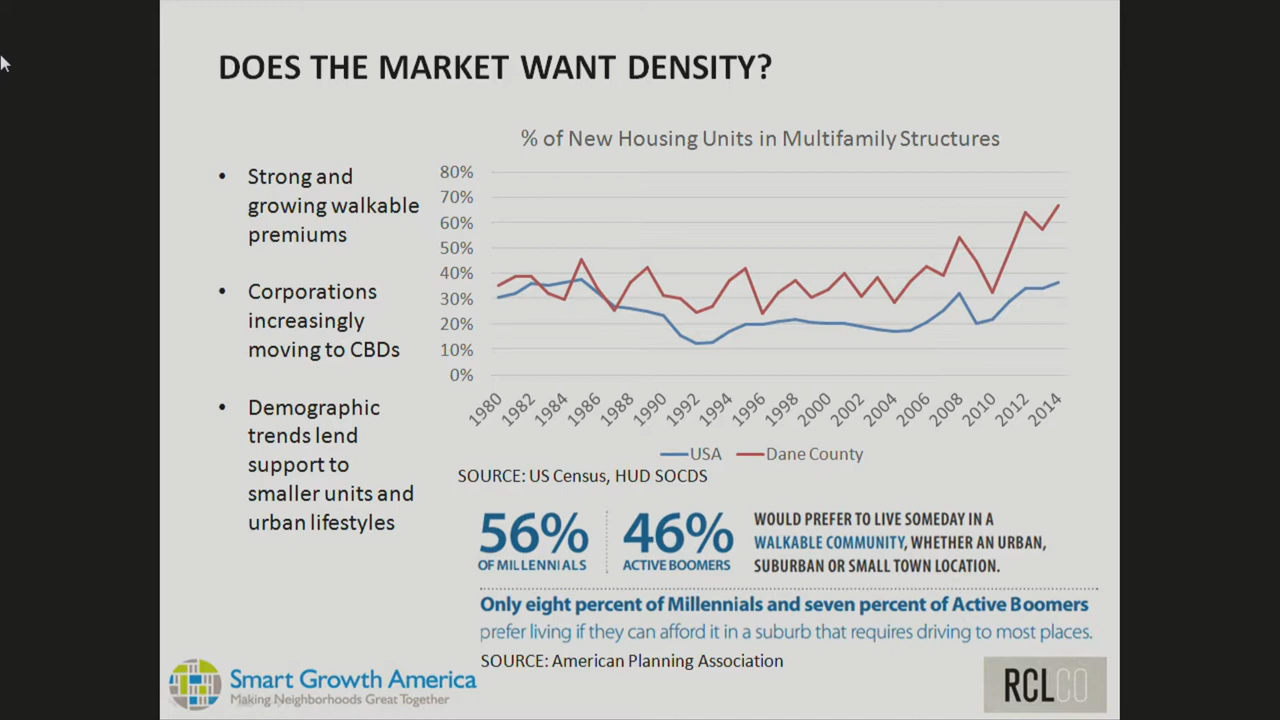 DOES THE MARKET WANT DENSITY?
• Strong and
growing walkable
premiums
• Corporations
increasingly
moving to CBDs
• Demographic
trends lend
support to
smaller units and
urban lifestyles
% of New Housing Units in Multifamily Structures
80%
70%
60%
50%
40%
30%
20%
10%
0%
1980 1982 1984 1986 1988 1990 1992 1994 1996 1998 2000 2002 2004 2006 2008 2010 2012 2014
USA Dane County
SOURCE: US Census, HUD SOCDS
56%
OF MILLENNIALS
46%
ACTIVE BOOMERS
WOULD PREFER TO LIVE SOMEDAY IN A
WALKABLE COMMUNITY, WHETHER AN URBAN,
SUBURBAN OR SMALL TOWN LOCATION.
Only eight percent of Millennials and seven percent of Active Boomers
prefer living if they can afford it in a suburb that requires driving to most places.
SOURCE: American Planning Association
Smart Growth America
Making Neighborhoods Great Together
RCLCO